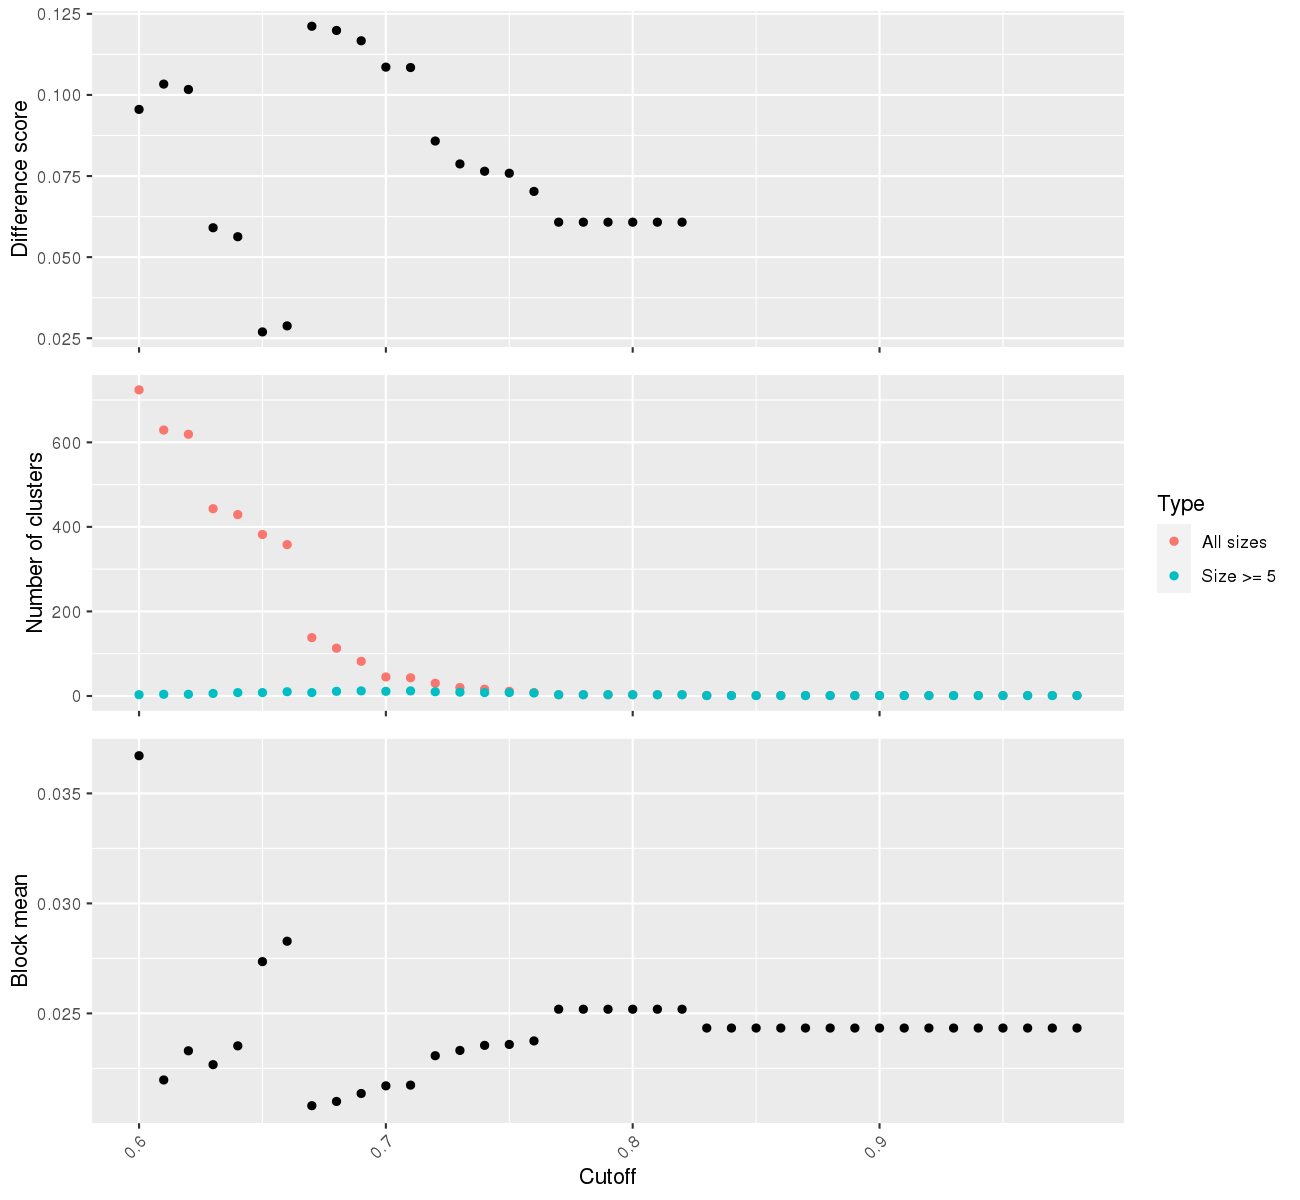 Difference score
0.125
0.100
0.075
0.050
0.025
Number of clusters
600
400
200
0
Type
All sizes
Size >= 5
Block mean
0.035
0.030
0.025
0.6
0.7
0.8
0.9
Cutoff